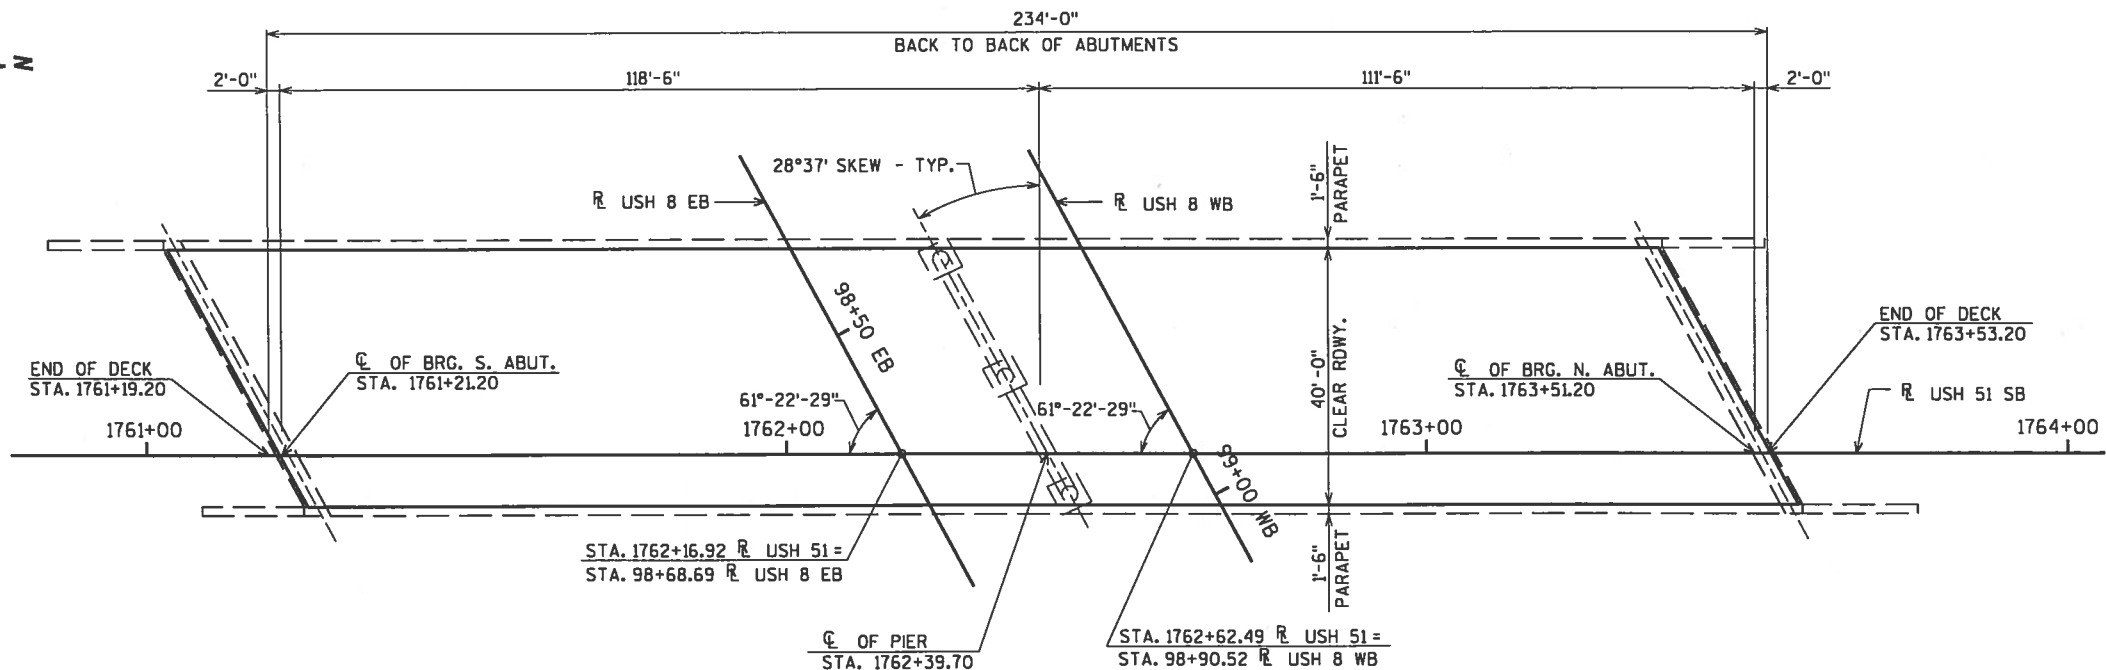 234'-0"
BACK TO BACK OF ABUTMENTS
N
2'-0"
118'-6"
111'-6"
2'-0"
28°37' SKEW - TYP.
1'-6"
PARAPET
℞ USH 8 EB
℞ USH 8 WB
98+50 EB
END OF DECK
STA. 1763+53.20
END OF DECK
STA. 1761+19.20
℄ OF BRG. S. ABUT.
STA. 1761+21.20
℄ OF BRG. N. ABUT.
STA. 1763+51.20
40'-0"
CLEAR RDWY.
℞ USH 51 SB
61°-22'-29"
61°-22'-29"
1761+00
1762+00
1763+00
1764+00
99+00 WB
STA. 1762+16.92 ℞ USH 51 =
STA. 98+68.69 ℞ USH 8 EB
1'-6"
PARAPET
℄ OF PIER
STA. 1762+39.70
STA. 1762+62.49 ℞ USH 51 =
STA. 98+90.52 ℞ USH 8 WB